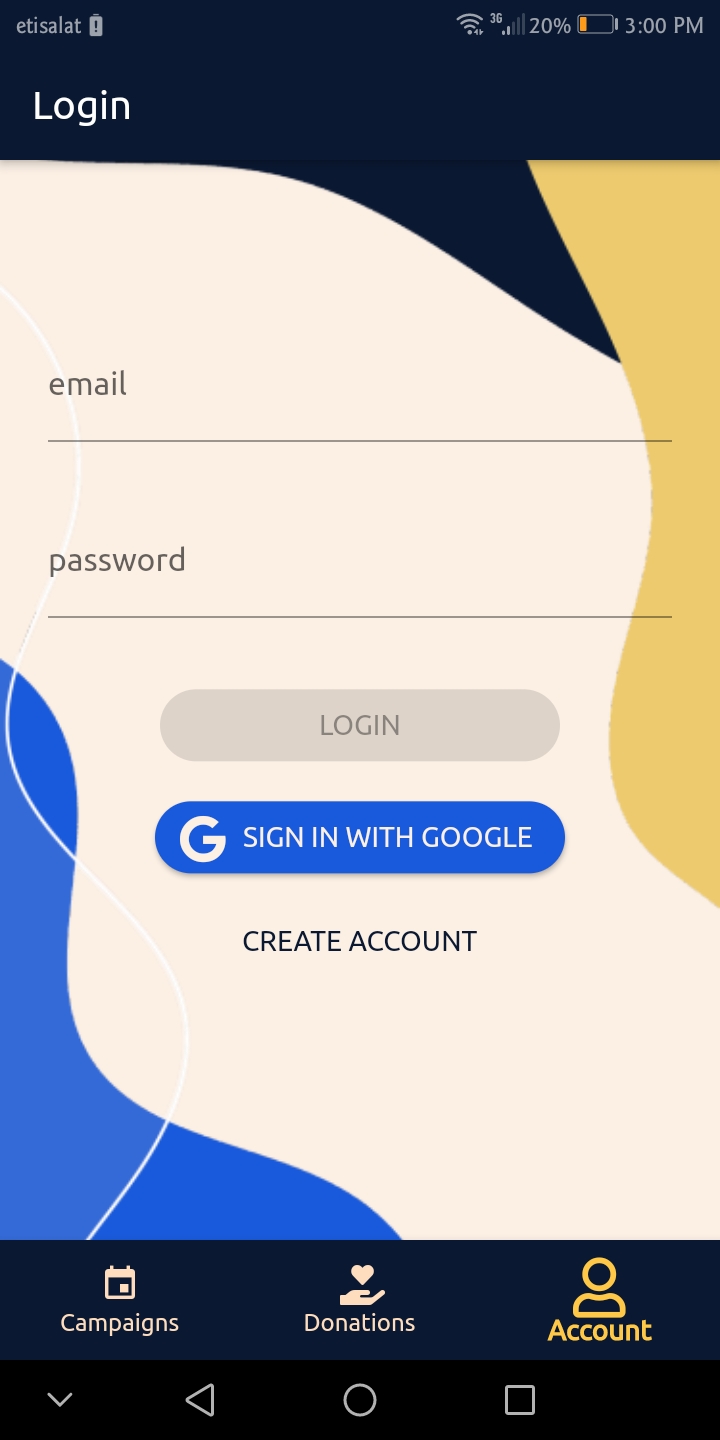 etisalat 3G 20% 3:00 PM
Login
email
password
LOGIN
SIGN IN WITH GOOGLE
CREATE ACCOUNT
Campaigns Donations Account